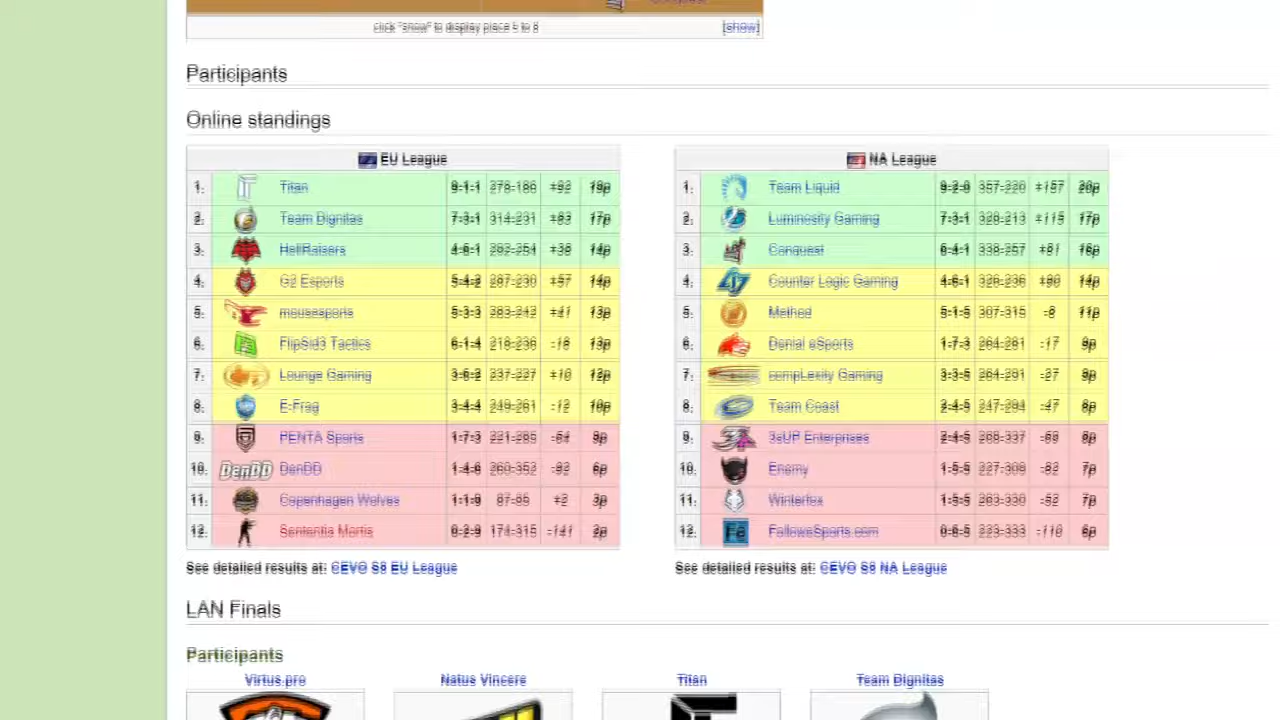 click "show" to display place 5 to 8 [show]
Participants
Online standings
EU League
1. Titan 9-1-1 278-186 +92 19p
2. Team Dignitas 7-3-1 314-231 +83 17p
3. HellRaisers 4-6-1 +38 14p
4. G2 Esports 5-4-2 287-230 +57 14p
5. mousesports 5-3-3 283-242 +41 13p
6. FlipSid3 Tactics 6-1-4 218-236 -18 13p
7. Lounge Gaming 3-6-2 237-227 +10 12p
8. E-Frag 3-4-4 249-261 -12 10p
9. PENTA Sports 1-7-3 221-285 -64 9p
10. DenDD DenDD 1-4-6 260-352 -92 6p
11. Copenhagen Wolves 1-1-9 87-85 +2 3p
12. Sententia Mortis 0-2-9 174-315 -141 2p
See detailed results at: CEVO S8 EU League
NA League
1. Team Liquid 9-2-0 +157 20p
2. Luminosity Gaming 7-3-1 328-213 +115 17p
3. Conquest 6-4-1 338-257 +81 16p
4. Counter Logic Gaming 4-6-1 326-236 +90 14p
5. Method 5-1-5 307-315 -8 11p
6. Denial eSports 1-7-3 264-281 -17 9p
7. compLexity Gaming 3-3-5 264-291 -27 9p
8. Team Coast 2-4-5 247-294 -47 8p
9. 3sUP Enterprises 2-4-5 268-337 -69 8p
10. Enemy 1-5-5 227-309 -82 7p
11. Winterfox 1-5-5 -52 7p
12. Fe FolloweSports.com 0-6-5 223-333 -110 6p
See detailed results at: CEVO S8 NA League
LAN Finals
Participants
Virtus.pro Natus Vincere Titan Team Dignitas